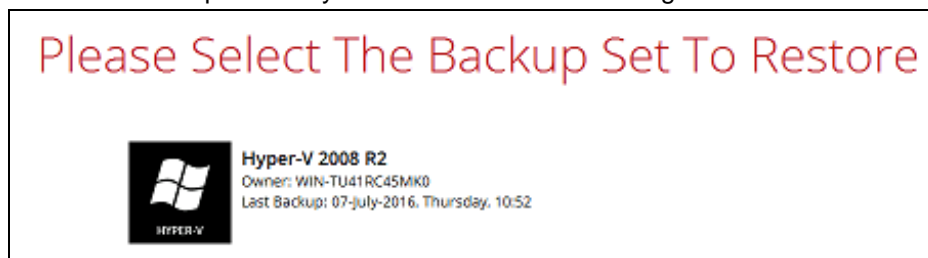 Please Select The Backup Set To Restore
Hyper-V 2008 R2
Owner: WIN-TU41RC45MK0
Last Backup: 07-July-2016, Thursday, 10:52
HYPER-V